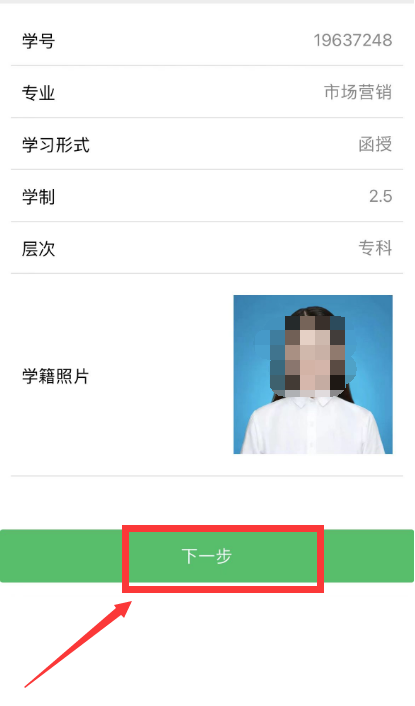 学号 19637248
专业 市场营销
学习形式 函授
学制 2.5
层次 专科
学籍照片
下一步